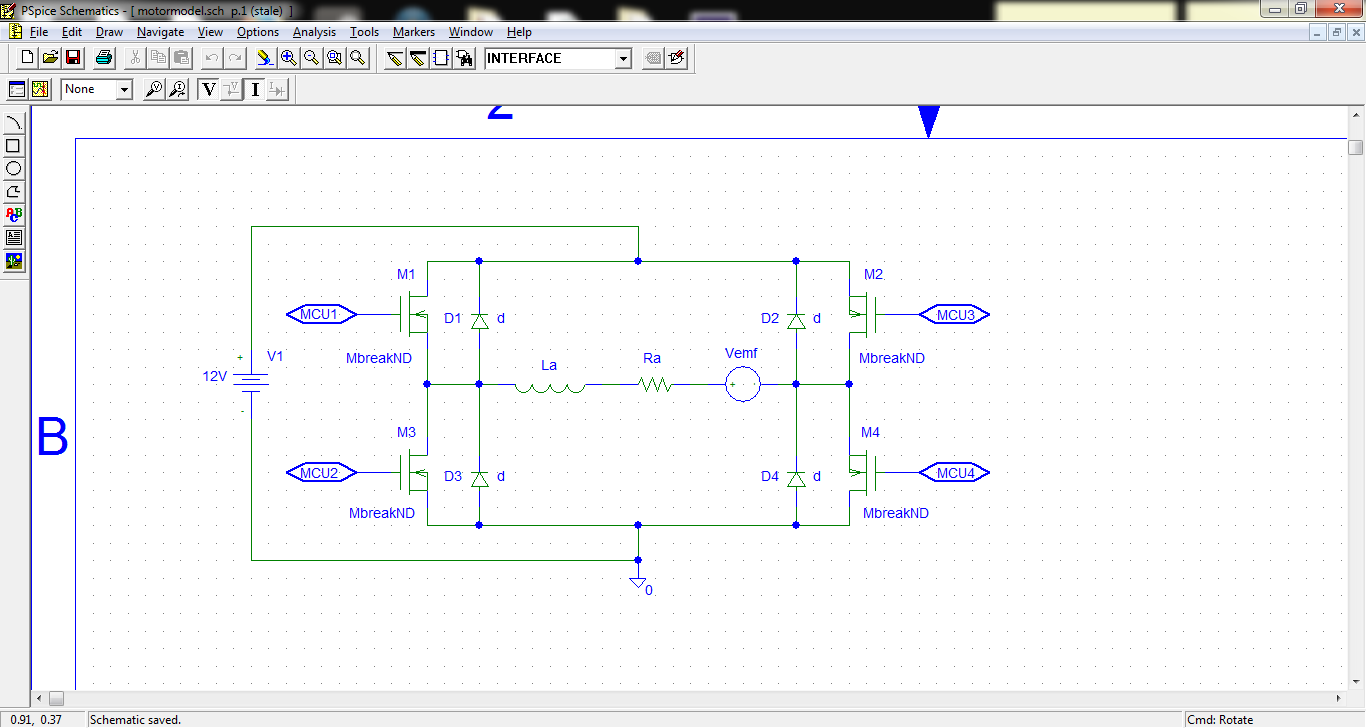 PSpice Schematics - [ motormodel.sch p.1 (stale) ]
File Edit Draw Navigate View Options Analysis Tools Markers Window Help
INTERFACE
None V I
ABC
2
B
M1 M2
MCU1 D1 d D2 d MCU3
MbreakND MbreakND
+ V1 La Ra Vemf
12V
+
-
M3 M4
MCU2 D3 d D4 d MCU4
MbreakND MbreakND
0
0.91, 0.37 Schematic saved. Cmd: Rotate